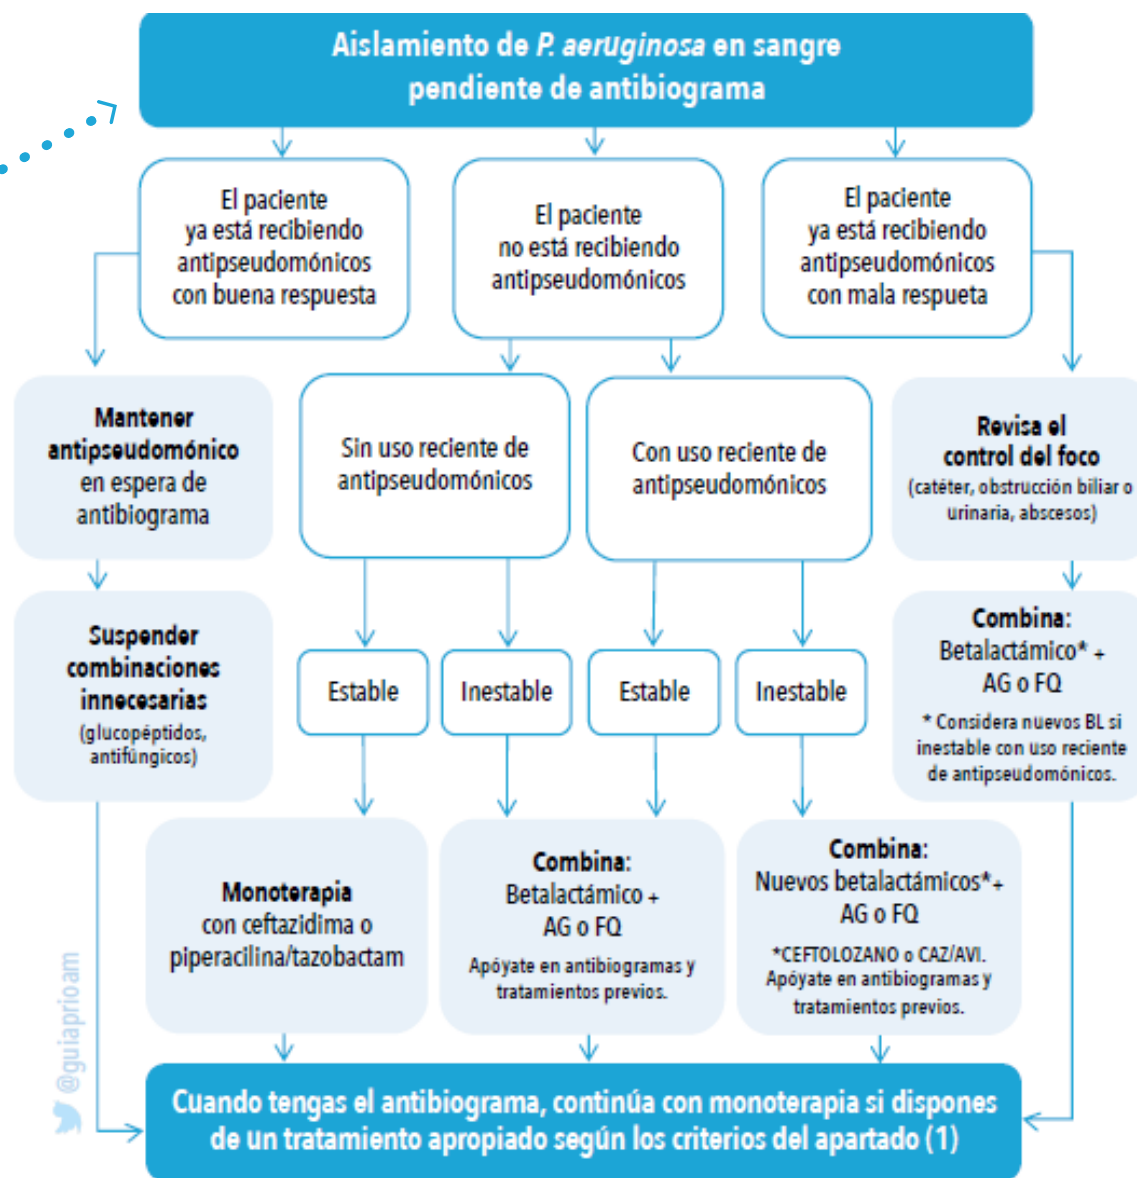 Aislamiento de P. aeruginosa en sangre
pendiente de antibiograma
El paciente
ya está recibiendo
antipseudomónicos
con buena respuesta
El paciente
no está recibiendo
antipseudomónicos
El paciente
ya está recibiendo
antipseudomónicos
con mala respueta
Mantener
antipseudomónico
en espera de
antibiograma
Sin uso reciente de
antipseudomónicos
Con uso reciente de
antipseudomónicos
Revisa el
control del foco
(catéter, obstrucción biliar o
urinaria, abscesos)
Suspender
combinaciones
innecesarias
(glucopéptidos,
antifúngicos)
Estable
Inestable
Estable
Inestable
Combina:
Betalactámico* +
AG o FQ
* Considera nuevos BL si
inestable con uso reciente
de antipseudomónicos.
Monoterapia
con ceftazidima o
piperacilina/tazobactam
Combina:
Betalactámico +
AG o FQ
Apóyate en antibiogramas y
tratamientos previos.
Combina:
Nuevos betalactámicos*+
AG o FQ
*CEFTOLOZANO o CAZ/AVI.
Apóyate en antibiogramas y
tratamientos previos.
@guiaprioam
Cuando tengas el antibiograma, continúa con monoterapia si dispones
de un tratamiento apropiado según los criterios del apartado (1)